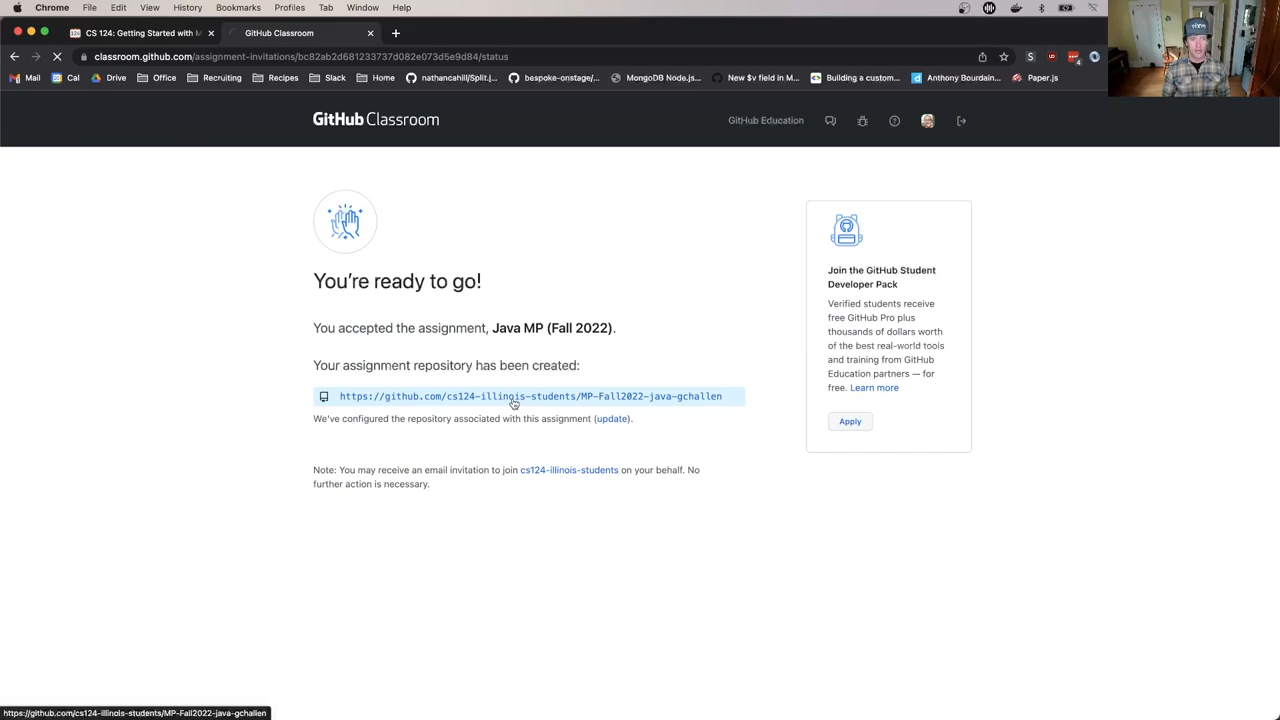 Chrome File Edit View History Bookmarks Profiles Tab Window Help
CS 124: Getting Started with M
GitHub Classroom
classroom.github.com/assignment-invitations/bc82ab2d681233737d082e073d5e9d84/status
Mail Cal Drive Office Recruiting Recipes Slack Home nathancahill/Split.j... bespoke-onstage/... MongoDB Node.js... New $v field in M... Building a custom... Anthony Bourdain... Paper.js
GitHub Classroom
GitHub Education
You're ready to go!
You accepted the assignment, Java MP (Fall 2022).
Your assignment repository has been created:
https://github.com/cs124-illinois-students/MP-Fall2022-java-gchallen
We've configured the repository associated with this assignment (update).
Note: You may receive an email invitation to join cs124-illinois-students on your behalf. No
further action is necessary.
Join the GitHub Student
Developer Pack
Verified students receive
free GitHub Pro plus
thousands of dollars worth
of the best real-world tools
and training from GitHub
Education partners — for
free. Learn more
Apply
https://github.com/cs124-illinois-students/MP-Fall2022-java-gchallen